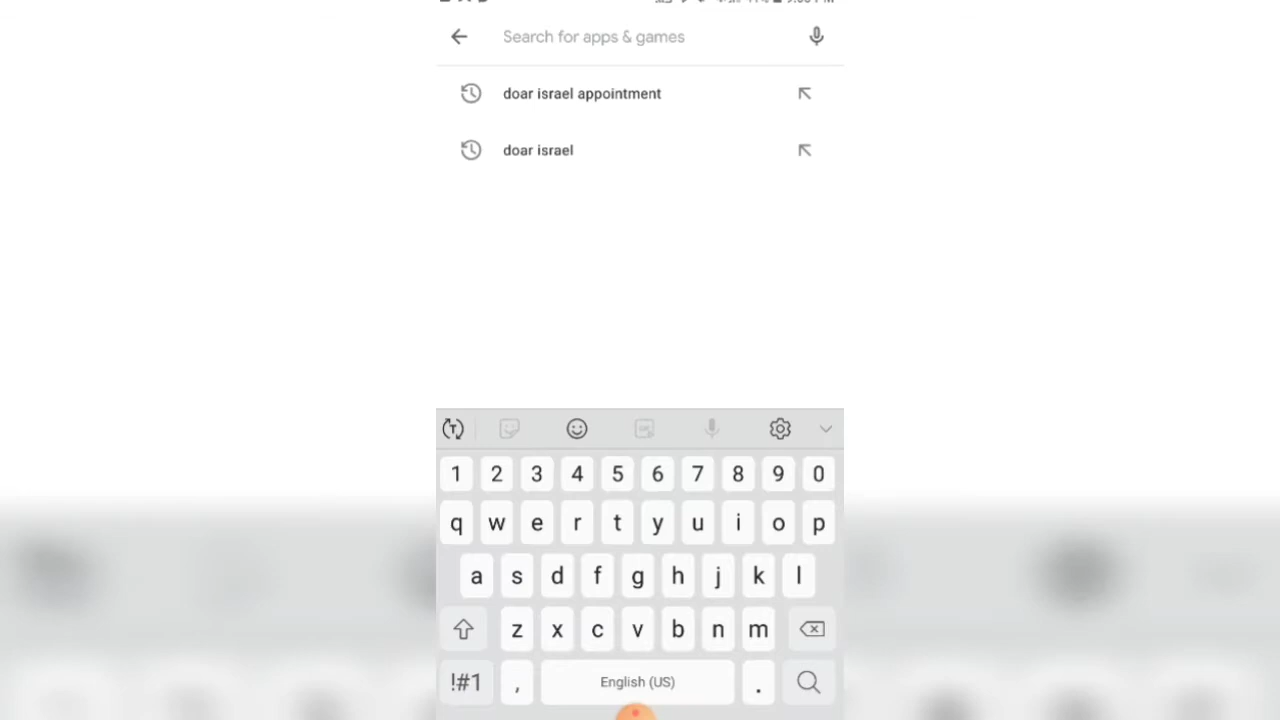 Search for apps & games
doar israel appointment
doar israel
1 2 3 4 5 6 7 8 9 0
q w e r t y u i o p
a s d f g h j k l
z x c v b n m
!#1 , English (US) .